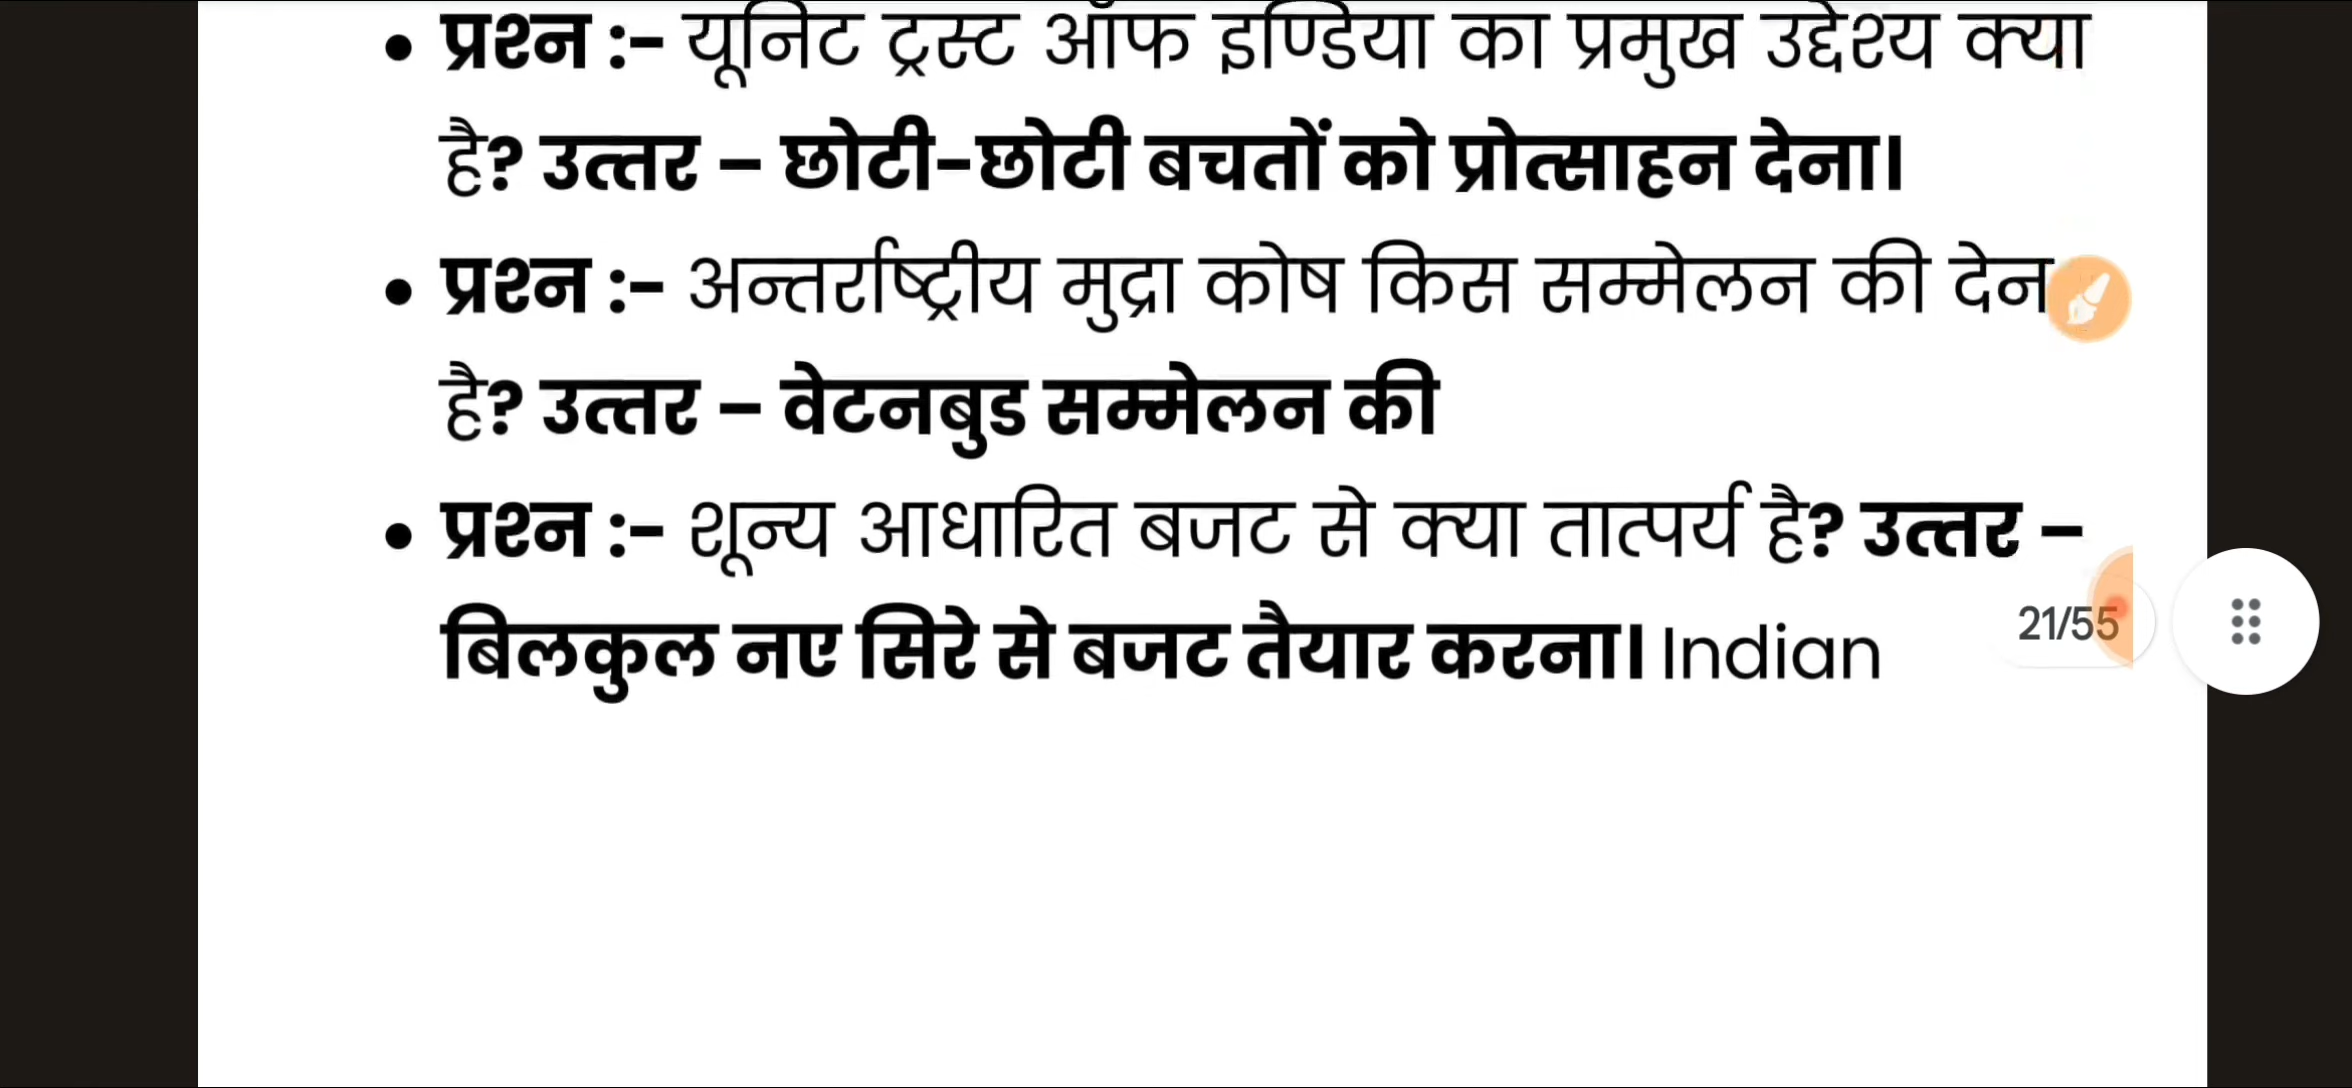 • प्रश्न :- यूनिट ट्रस्ट ऑफ इण्डिया का प्रमुख उद्देश्य क्या
है? उत्तर – छोटी-छोटी बचतों को प्रोत्साहन देना।
• प्रश्न :- अन्तर्राष्ट्रीय मुद्रा कोष किस सम्मेलन की देन
है? उत्तर – वेटनबुड सम्मेलन की
• प्रश्न :- शून्य आधारित बजट से क्या तात्पर्य है? उत्तर –
बिलकुल नए सिरे से बजट तैयार करना। Indian
21/55